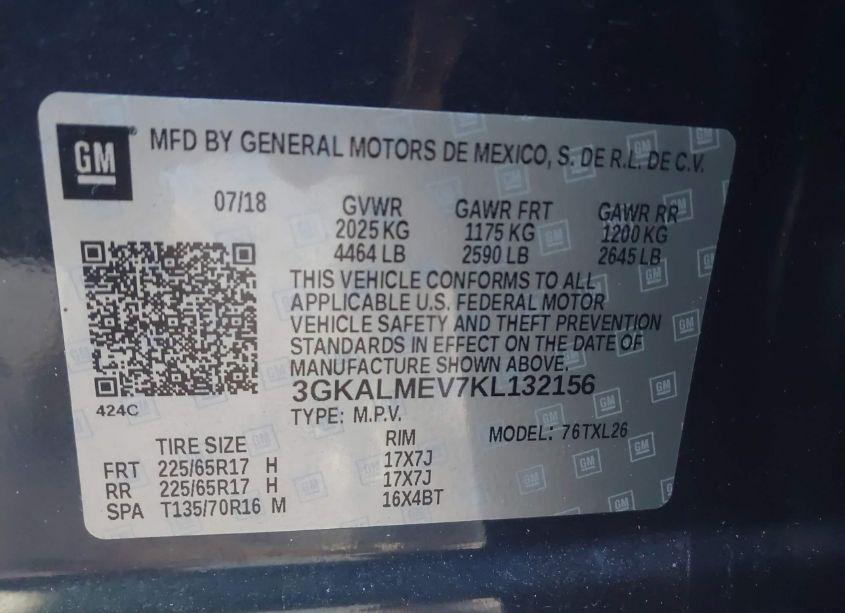 GM
MFD BY GENERAL MOTORS DE MEXICO, S. DE R.L. DE C.V.
07/18 GVWR GAWR FRT GAWR RR
2025 KG 1175 KG 1200 KG
4464 LB 2590 LB 2645 LB
THIS VEHICLE CONFORMS TO ALL
APPLICABLE U.S. FEDERAL MOTOR
VEHICLE SAFETY AND THEFT PREVENTION
STANDARDS IN EFFECT ON THE DATE OF
MANUFACTURE SHOWN ABOVE.
424C
3GKALMEV7KL132156
TYPE: M.P.V. MODEL: 76TXL26
TIRE SIZE RIM
FRT 225/65R17 H 17X7J
RR 225/65R17 H 17X7J
SPA T135/70R16 M 16X4BT